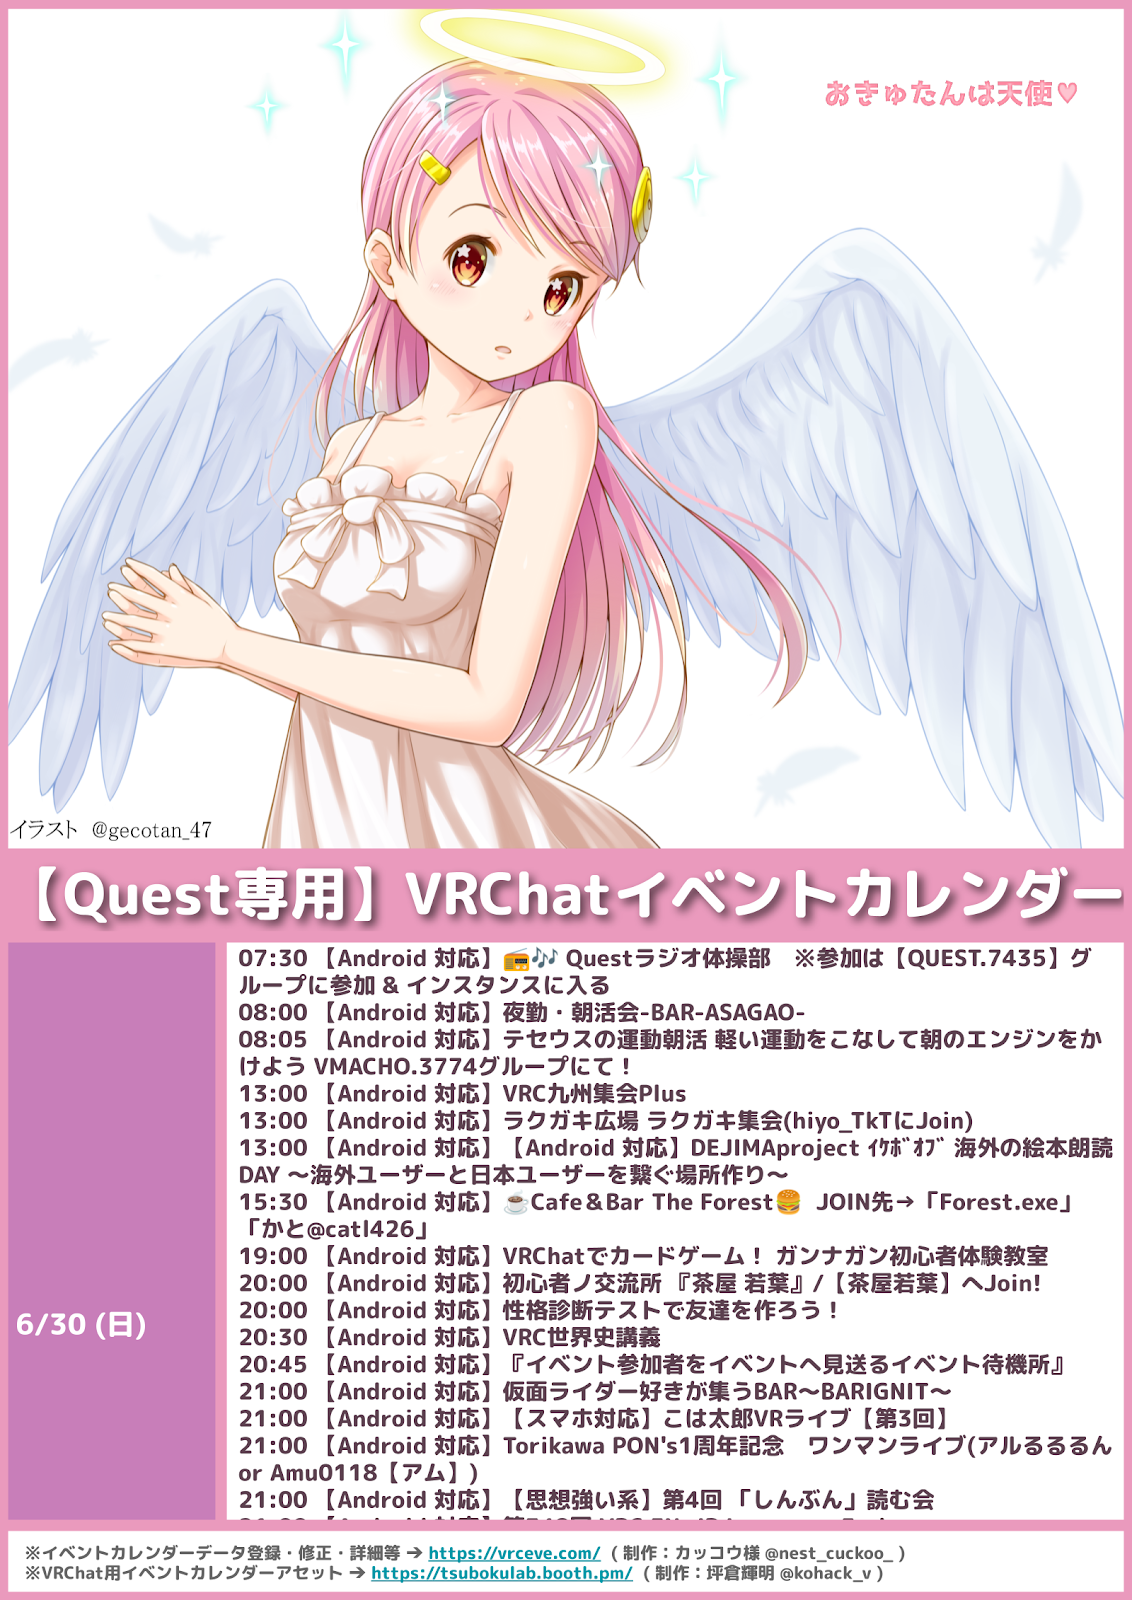 おきゅたんは天使♥
イラスト @gecotan_47
【Quest専用】VRChatイベントカレンダー
6/30 (日)
07:30 【Android 対応】📻🎶 Questラジオ体操部　※参加は【QUEST.7435】グ
ループに参加 & インスタンスに入る
08:00 【Android 対応】夜勤・朝活会-BAR-ASAGAO-
08:05 【Android 対応】テセウスの運動朝活 軽い運動をこなして朝のエンジンをか
けよう VMACHO.3774グループにて！
13:00 【Android 対応】VRC九州集会Plus
13:00 【Android 対応】ラクガキ広場 ラクガキ集会(hiyo_TkTにJoin)
13:00 【Android 対応】【Android 対応】DEJIMAproject ｲｹﾎﾞｵﾌﾞ 海外の絵本朗読
DAY ～海外ユーザーと日本ユーザーを繋ぐ場所作り～
15:30 【Android 対応】☕Cafe＆Bar The Forest🍔 JOIN先→「Forest.exe」
「かと@catl426」
19:00 【Android 対応】VRChatでカードゲーム！ ガンナガン初心者体験教室
20:00 【Android 対応】初心者ノ交流所 『茶屋 若葉』/【茶屋若葉】へJoin!
20:00 【Android 対応】性格診断テストで友達を作ろう！
20:30 【Android 対応】VRC世界史講義
20:45 【Android 対応】『イベント参加者をイベントへ見送るイベント待機所』
21:00 【Android 対応】仮面ライダー好きが集うBAR～BARIGNIT～
21:00 【Android 対応】【スマホ対応】こは太郎VRライブ【第3回】
21:00 【Android 対応】Torikawa PON's1周年記念　ワンマンライブ(アルるるるん
or Amu0118【アム】)
21:00 【Android 対応】【思想強い系】第4回 「しんぶん」読む会
※イベントカレンダーデータ登録・修正・詳細等 ➔ https://vrceve.com/ ( 制作：カッコウ様 @nest_cuckoo_ )
※VRChat用イベントカレンダーアセット ➔ https://tsubokulab.booth.pm/ ( 制作：坪倉輝明 @kohack_v )